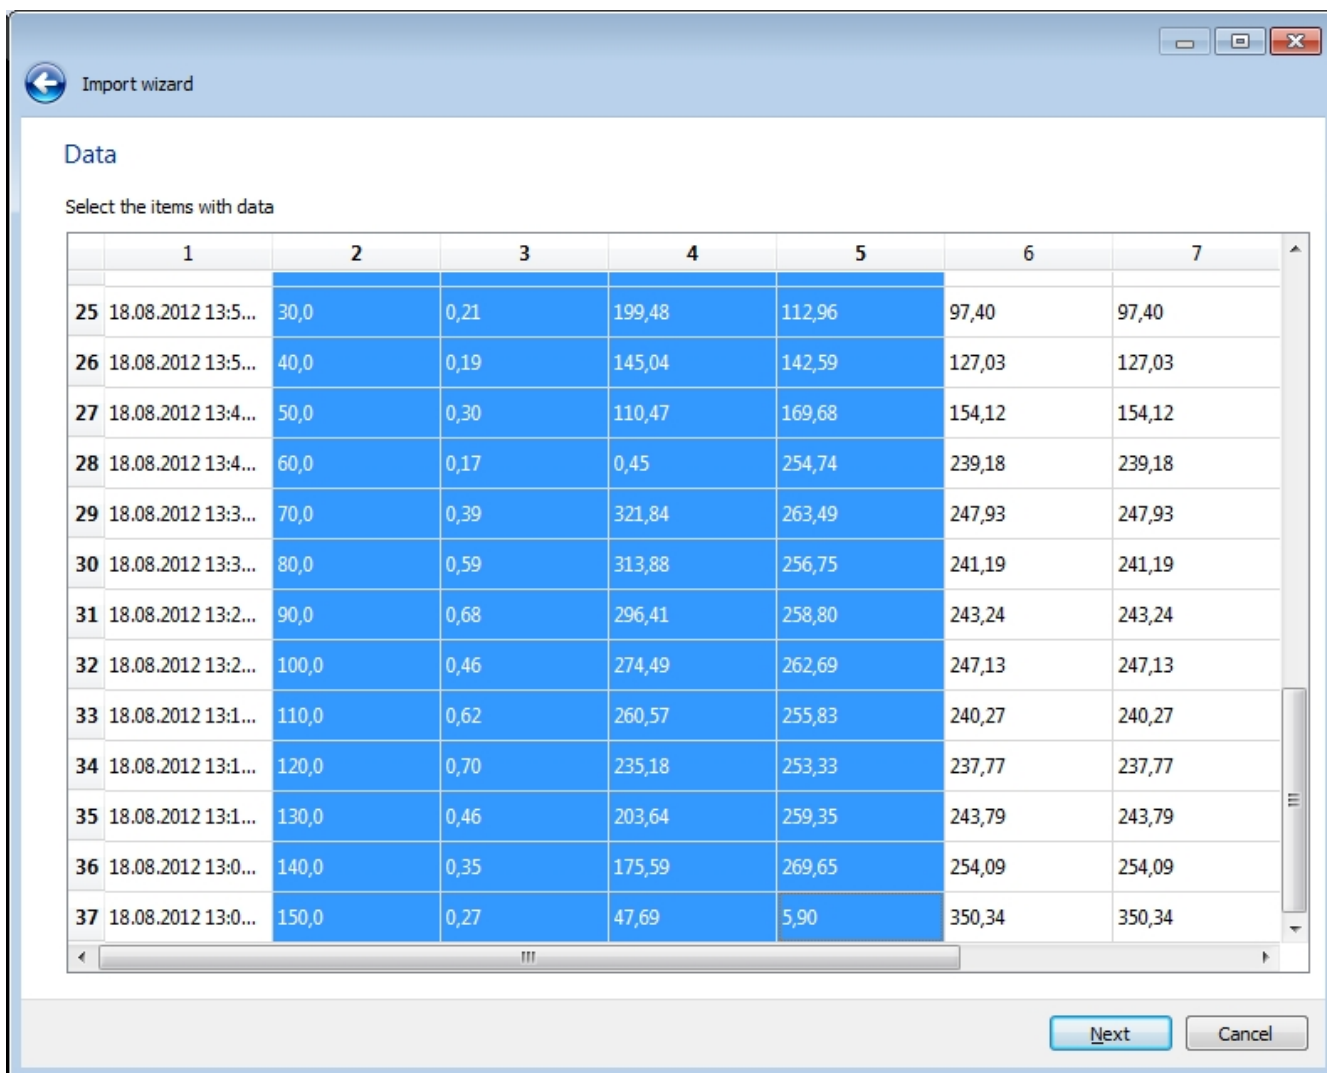 Import wizard
Data
Select the items with data
1 2 3 4 5 6 7
25 18.08.2012 13:5... 30,0 0,21 199,48 112,96 97,40 97,40
26 18.08.2012 13:5... 40,0 0,19 145,04 142,59 127,03 127,03
27 18.08.2012 13:4... 50,0 0,30 110,47 169,68 154,12 154,12
28 18.08.2012 13:4... 60,0 0,17 0,45 254,74 239,18 239,18
29 18.08.2012 13:3... 70,0 0,39 321,84 263,49 247,93 247,93
30 18.08.2012 13:3... 80,0 0,59 313,88 256,75 241,19 241,19
31 18.08.2012 13:2... 90,0 0,68 296,41 258,80 243,24 243,24
32 18.08.2012 13:2... 100,0 0,46 274,49 262,69 247,13 247,13
33 18.08.2012 13:1... 110,0 0,62 260,57 255,83 240,27 240,27
34 18.08.2012 13:1... 120,0 0,70 235,18 253,33 237,77 237,77
35 18.08.2012 13:1... 130,0 0,46 203,64 259,35 243,79 243,79
36 18.08.2012 13:0... 140,0 0,35 175,59 269,65 254,09 254,09
37 18.08.2012 13:0... 150,0 0,27 47,69 5,90 350,34 350,34
Next Cancel